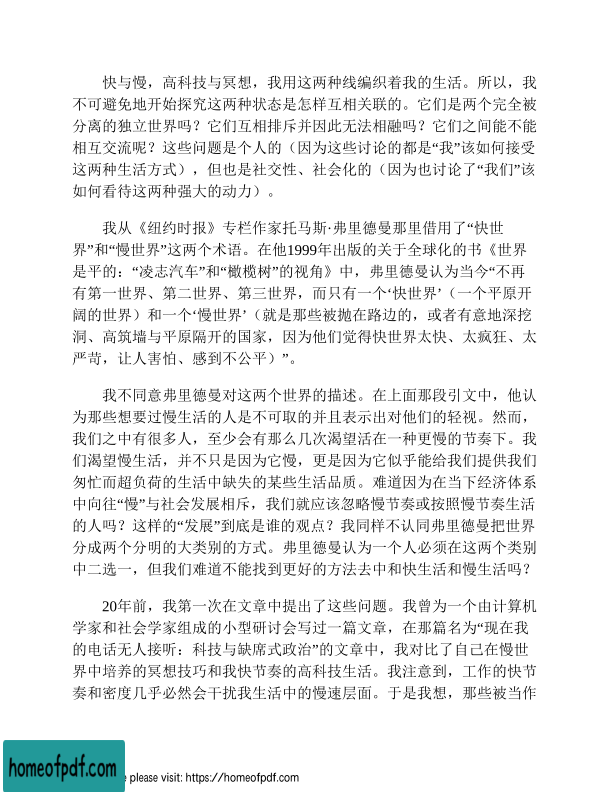 快与慢，高科技与冥想，我用这两种线编织着我的生活。所以，我
不可避免地开始探究这两种状态是怎样互相关联的。它们是两个完全被
分离的独立世界吗？它们互相排斥并因此无法相融吗？它们之间能不能
相互交流呢？这些问题是个人的（因为这些讨论的都是“我”该如何接受
这两种生活方式），但也是社交性、社会化的（因为也讨论了“我们”该
如何看待这两种强大的动力）。
我从《纽约时报》专栏作家托马斯·弗里德曼那里借用了“快世
界”和“慢世界”这两个术语。在他1999年出版的关于全球化的书《世界
是平的：“凌志汽车”和“橄榄树”的视角》中，弗里德曼认为当今“不再
有第一世界、第二世界、第三世界，而只有一个‘快世界’（一个平原开
阔的世界）和一个‘慢世界’（就是那些被抛在路边的，或者有意地深挖
洞、高筑墙与平原隔开的国家，因为他们觉得快世界太快、太疯狂、太
严苛，让人害怕、感到不公平）”。
我不同意弗里德曼对这两个世界的描述。在上面那段引文中，他认
为那些想要过慢生活的人是不可取的并且表示出对他们的轻视。然而，
我们之中有很多人，至少会有那么几次渴望活在一种更慢的节奏下。我
们渴望慢生活，并不只是因为它慢，更是因为它似乎能给我们提供我们
匆忙而超负荷的生活中缺失的某些生活品质。难道因为在当下经济体系
中向往“慢”与社会发展相斥，我们就应该忽略慢节奏或按照慢节奏生活
的人吗？这样的“发展”到底是谁的观点？我同样不认同弗里德曼把世界
分成两个分明的大类别的方式。弗里德曼认为一个人必须在这两个类别
中二选一，但我们难道不能找到更好的方法去中和快生活和慢生活吗？
20年前，我第一次在文章中提出了这些问题。我曾为一个由计算机
学家和社会学家组成的小型研讨会写过一篇文章，在那篇名为“现在我
的电话无人接听：科技与缺席式政治”的文章中，我对比了自己在慢世
界中培养的冥想技巧和我快节奏的高科技生活。我注意到，工作的快节
奏和密度几乎必然会干扰我生活中的慢速层面。于是我想，那些被当作
homeofpdf.com
e please visit: https://homeofpdf.com